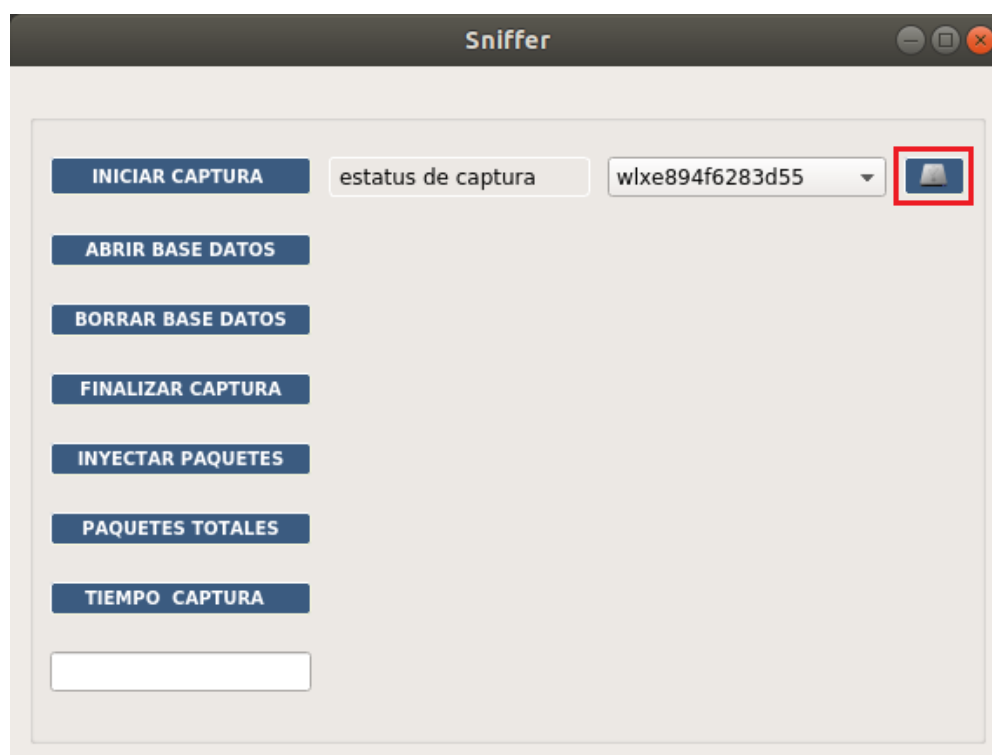 Sniffer
INICIAR CAPTURA estatus de captura wlxe894f6283d55
ABRIR BASE DATOS
BORRAR BASE DATOS
FINALIZAR CAPTURA
INYECTAR PAQUETES
PAQUETES TOTALES
TIEMPO CAPTURA